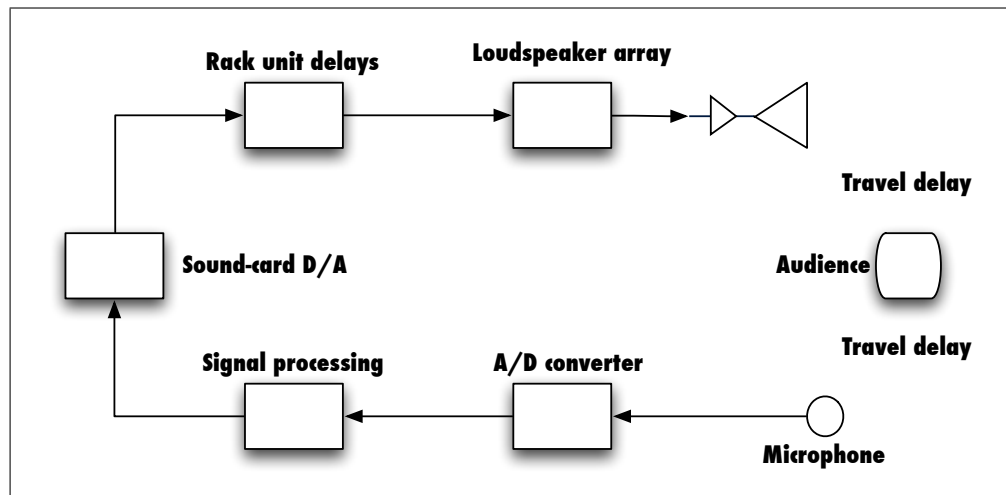 Rack unit delays
Loudspeaker array
Travel delay
Sound-card D/A
Audience
Travel delay
Signal processing
A/D converter
Microphone